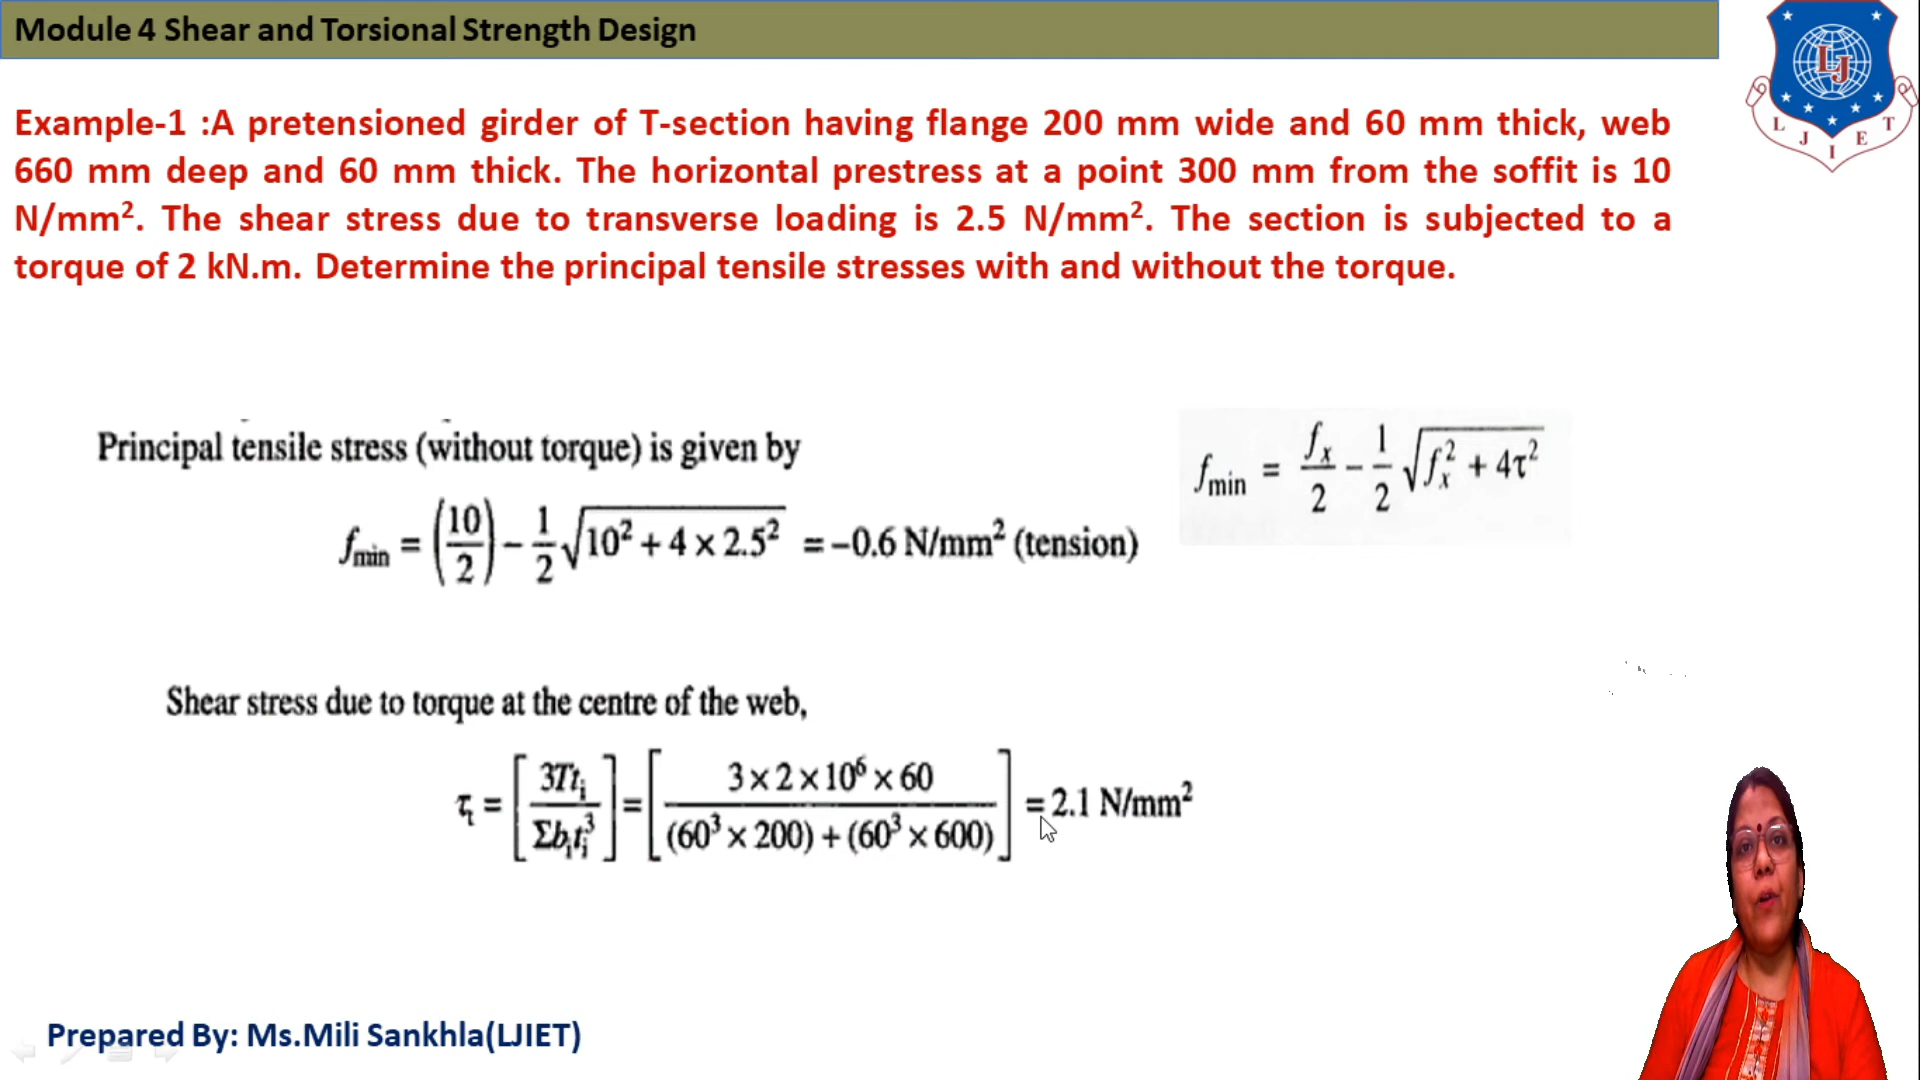 Module 4 Shear and Torsional Strength Design
L J I E T
LJ
Example-1 :A pretensioned girder of T-section having flange 200 mm wide and 60 mm thick, web
660 mm deep and 60 mm thick. The horizontal prestress at a point 300 mm from the soffit is 10
N/mm². The shear stress due to transverse loading is 2.5 N/mm². The section is subjected to a
torque of 2 kN.m. Determine the principal tensile stresses with and without the torque.
Principal tensile stress (without torque) is given by
f_min = f_x/2 − 1/2 √(f_x² + 4τ²)
f_min = (10/2) − 1/2 √(10² + 4 × 2.5²) = −0.6 N/mm² (tension)
Shear stress due to torque at the centre of the web,
τ_t = [3Tt_i / Σb_i t_i³] = [3 × 2 × 10⁶ × 60 / (60³ × 200) + (60³ × 600)] = 2.1 N/mm²
Prepared By: Ms.Mili Sankhla(LJIET)